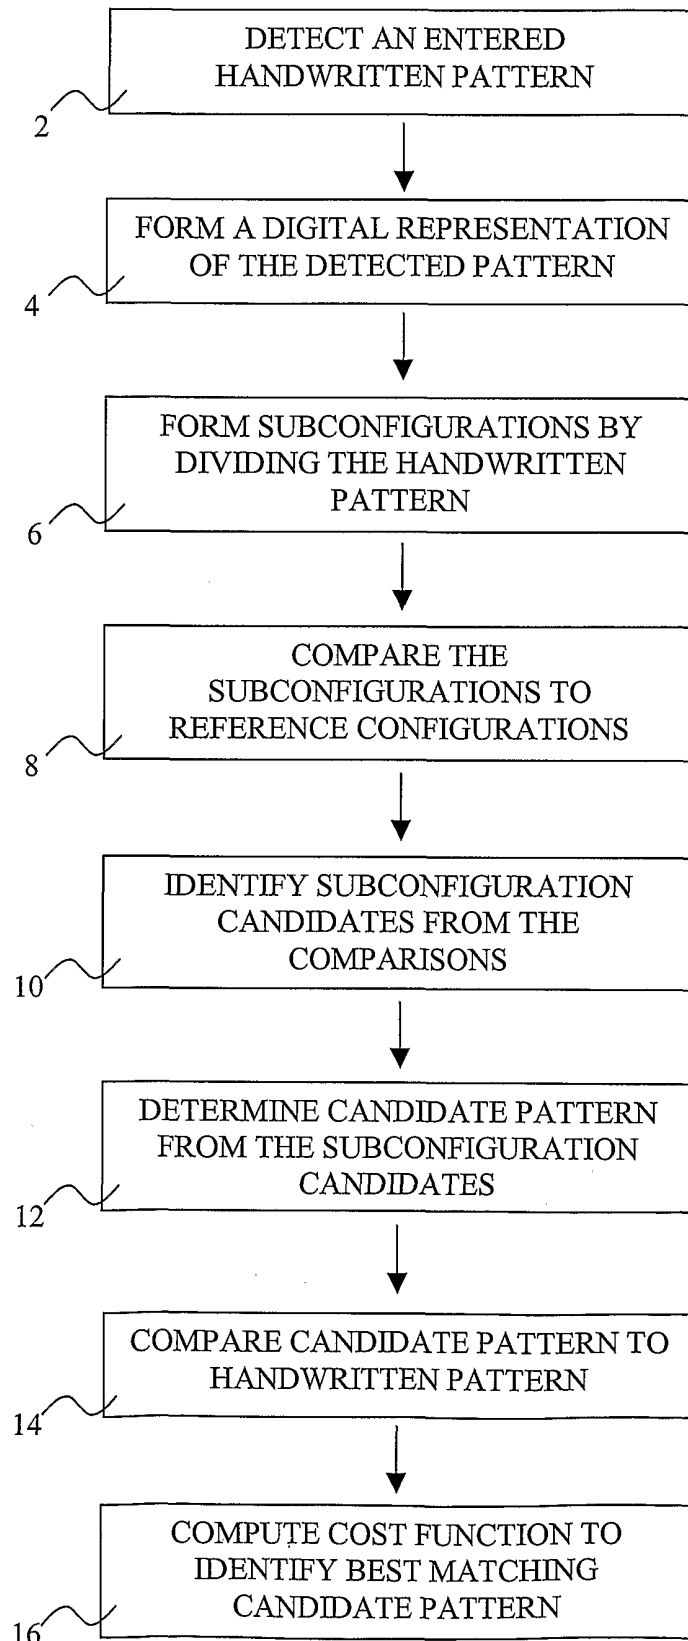 DETECT AN ENTERED
HANDWRITTEN PATTERN
2
FORM A DIGITAL REPRESENTATION
OF THE DETECTED PATTERN
4
FORM SUBCONFIGURATIONS BY
DIVIDING THE HANDWRITTEN
PATTERN
6
COMPARE THE
SUBCONFIGURATIONS TO
REFERENCE CONFIGURATIONS
8
IDENTIFY SUBCONFIGURATION
CANDIDATES FROM THE
COMPARISONS
10
DETERMINE CANDIDATE PATTERN
FROM THE SUBCONFIGURATION
CANDIDATES
12
COMPARE CANDIDATE PATTERN TO
HANDWRITTEN PATTERN
14
COMPUTE COST FUNCTION TO
IDENTIFY BEST MATCHING
CANDIDATE PATTERN
16